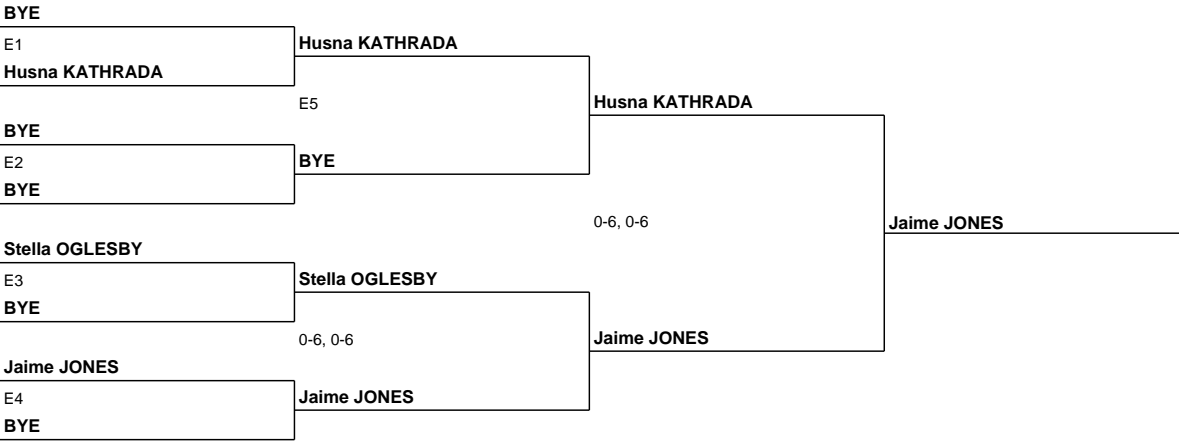 BYE
E1
Husna KATHRADA
Husna KATHRADA
E5
Husna KATHRADA
BYE
E2
BYE
BYE
0-6, 0-6
Jaime JONES
Stella OGLESBY
E3
Stella OGLESBY
BYE
0-6, 0-6
Jaime JONES
Jaime JONES
E4
Jaime JONES
BYE